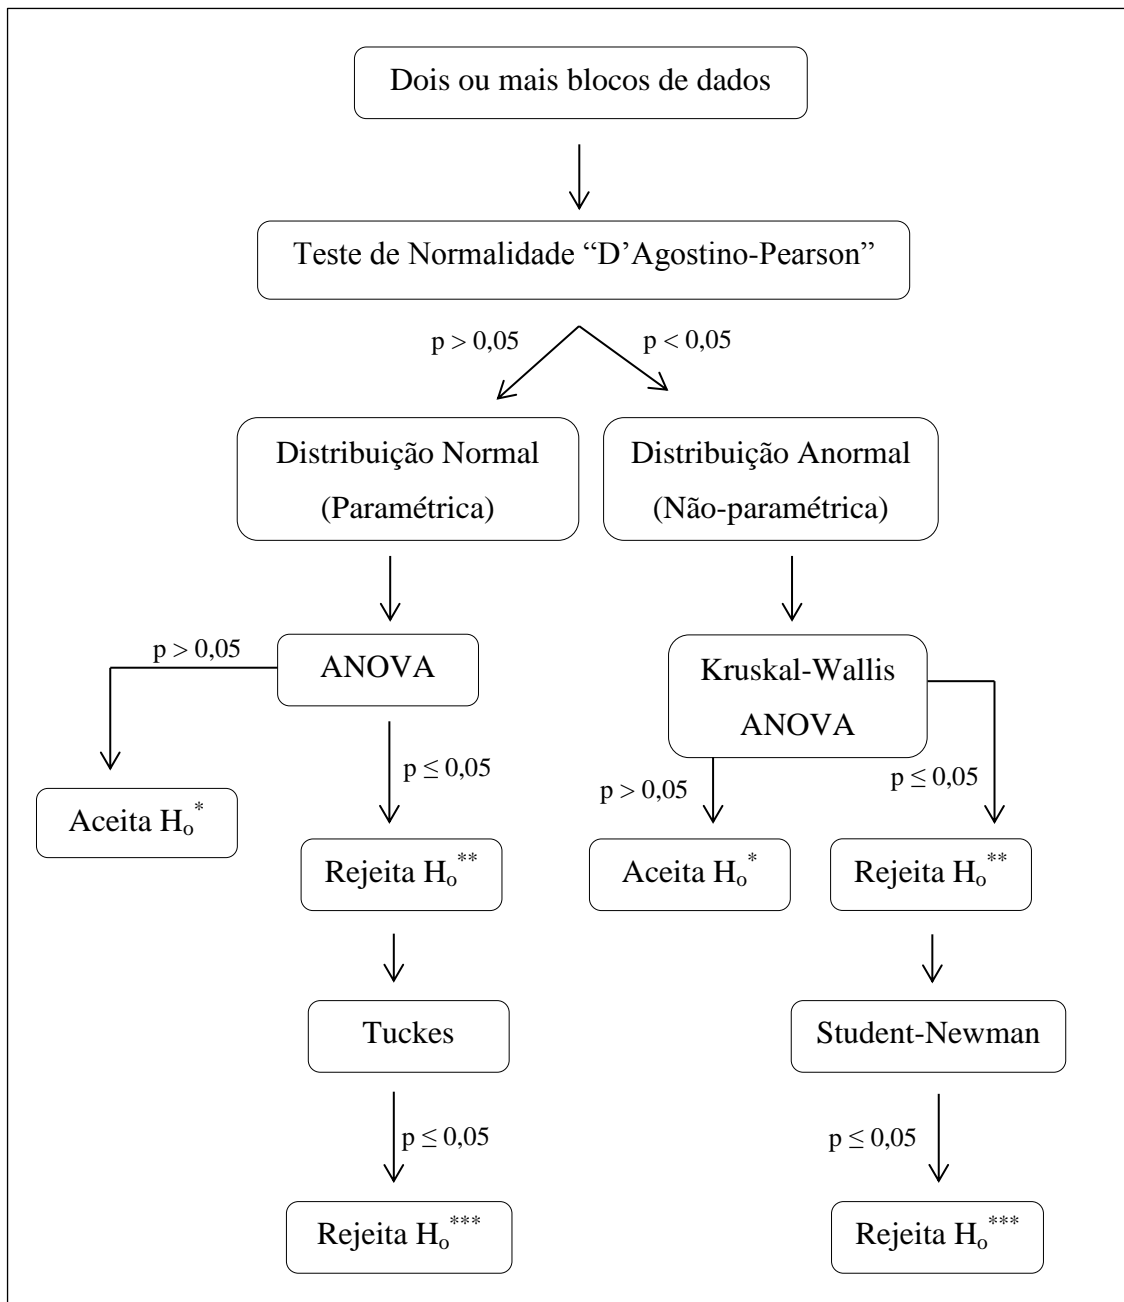 Dois ou mais blocos de dados
Teste de Normalidade “D’Agostino-Pearson”
p > 0,05
p < 0,05
Distribuição Normal
(Paramétrica)
Distribuição Anormal
(Não-paramétrica)
p > 0,05
ANOVA
Kruskal-Wallis
ANOVA
p ≤ 0,05
p > 0,05
p ≤ 0,05
Aceita Ho*
Rejeita Ho**
Aceita Ho*
Rejeita Ho**
Tuckes
Student-Newman
p ≤ 0,05
p ≤ 0,05
Rejeita Ho***
Rejeita Ho***